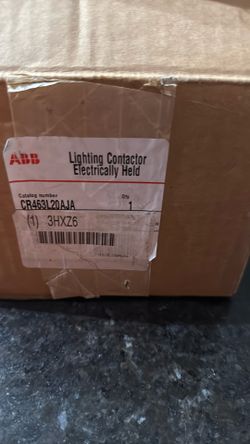 ABB
Lighting Contactor
Electrically Held
Catalog number
Qty
CR463L20AJA
1
(1) 3HXZ6